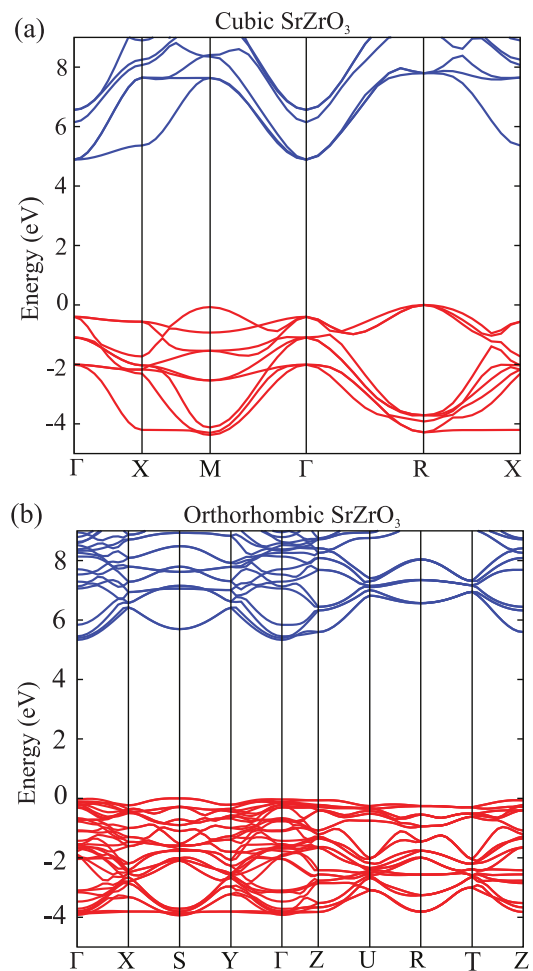 (a)
Cubic SrZrO₃
8
6
4
2
0
-2
-4
Energy (eV)
Γ X M Γ R X
(b)
Orthorhombic SrZrO₃
8
6
4
2
0
-2
-4
Energy (eV)
Γ X S Y Γ Z U R T Z